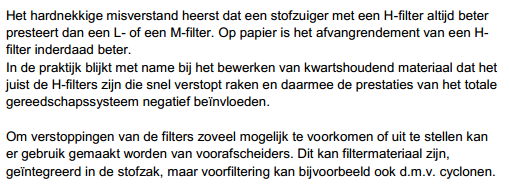 Het hardnekkige misverstand heerst dat een stofzuiger met een H-filter altijd beter
presteert dan een L- of een M-filter. Op papier is het afvangrendement van een H-
filter inderdaad beter.
In de praktijk blijkt met name bij het bewerken van kwartshoudend materiaal dat het
juist de H-filters zijn die snel verstopt raken en daarmee de prestaties van het totale
gereedschapssysteem negatief beïnvloeden.

Om verstoppingen van de filters zoveel mogelijk te voorkomen of uit te stellen kan
er gebruik gemaakt worden van voorafscheiders. Dit kan filtermateriaal zijn,
geïntegreerd in de stofzak, maar voorfiltering kan bijvoorbeeld ook d.m.v. cyclonen.